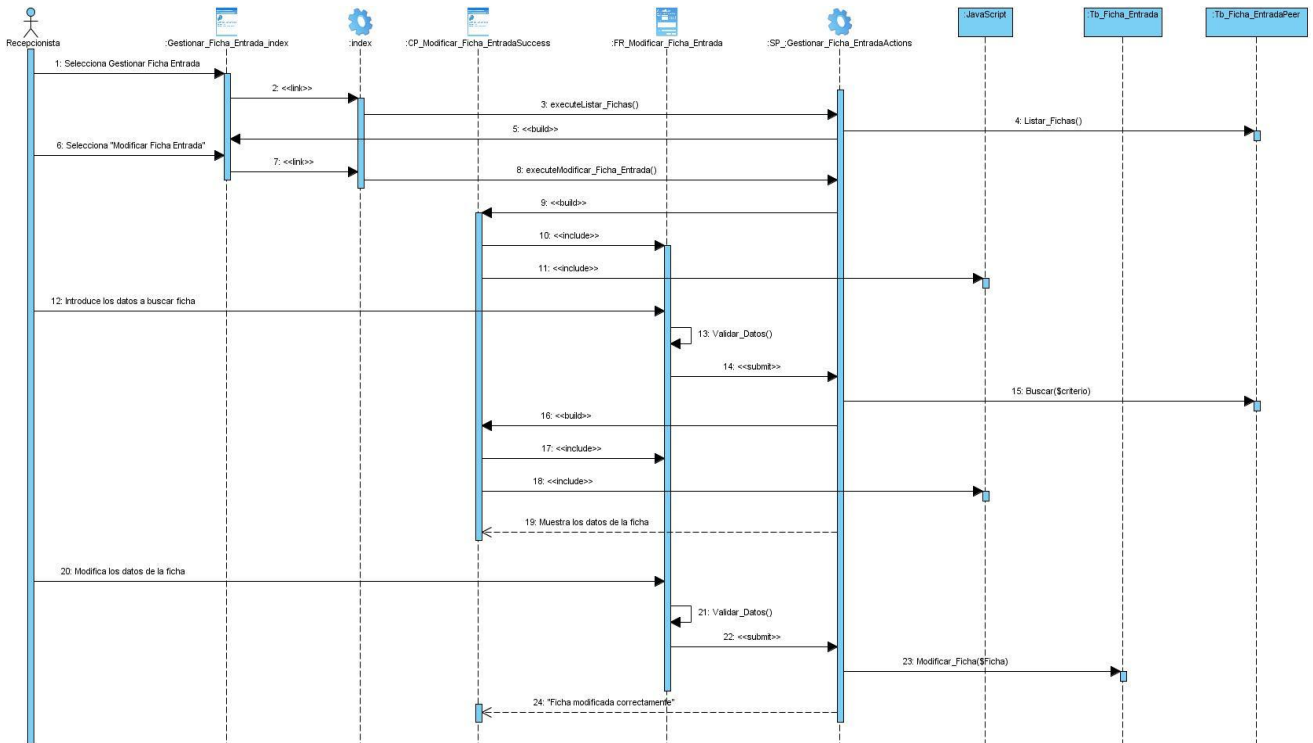 Recepcionista
:Gestionar_Ficha_Entrada_index
:index
:CP_Modificar_Ficha_EntradaSuccess
:FR_Modificar_Ficha_Entrada
:SP_:Gestionar_Ficha_EntradaActions
:JavaScript
:Tb_Ficha_Entrada
:Tb_Ficha_EntradaPeer
1: Selecciona Gestionar Ficha Entrada
2: <<link>>
3: executeListar_Fichas()
4: Listar_Fichas()
5: <<build>>
6: Selecciona "Modificar Ficha Entrada"
7: <<link>>
8: executeModificar_Ficha_Entrada()
9: <<build>>
10: <<include>>
11: <<include>>
12: Introduce los datos a buscar ficha
13: Validar_Datos()
14: <<submit>>
15: Buscar($criterio)
16: <<build>>
17: <<include>>
18: <<include>>
19: Muestra los datos de la ficha
20: Modifica los datos de la ficha
21: Validar_Datos()
22: <<submit>>
23: Modificar_Ficha($Ficha)
24: "Ficha modificada correctamente"